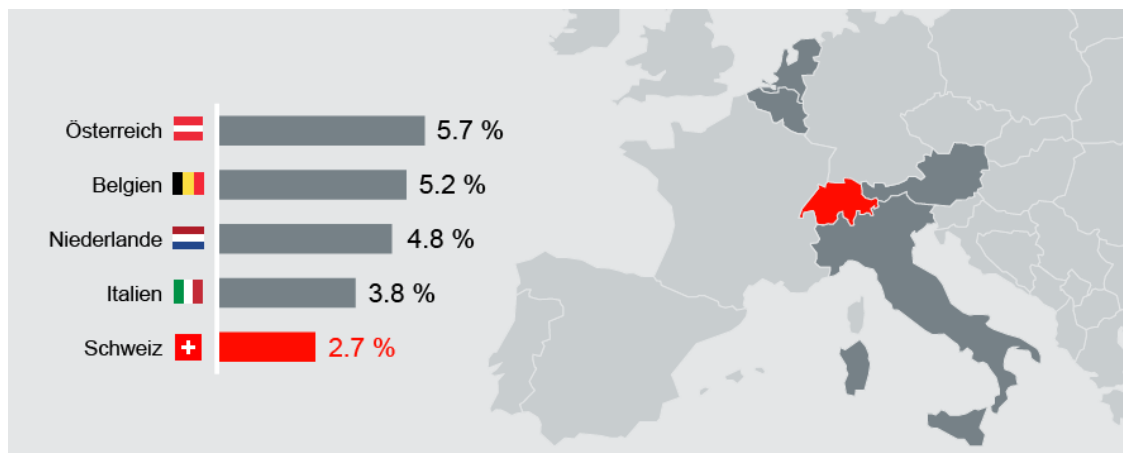 Österreich 5.7 %
Belgien 5.2 %
Niederlande 4.8 %
Italien 3.8 %
Schweiz 2.7 %